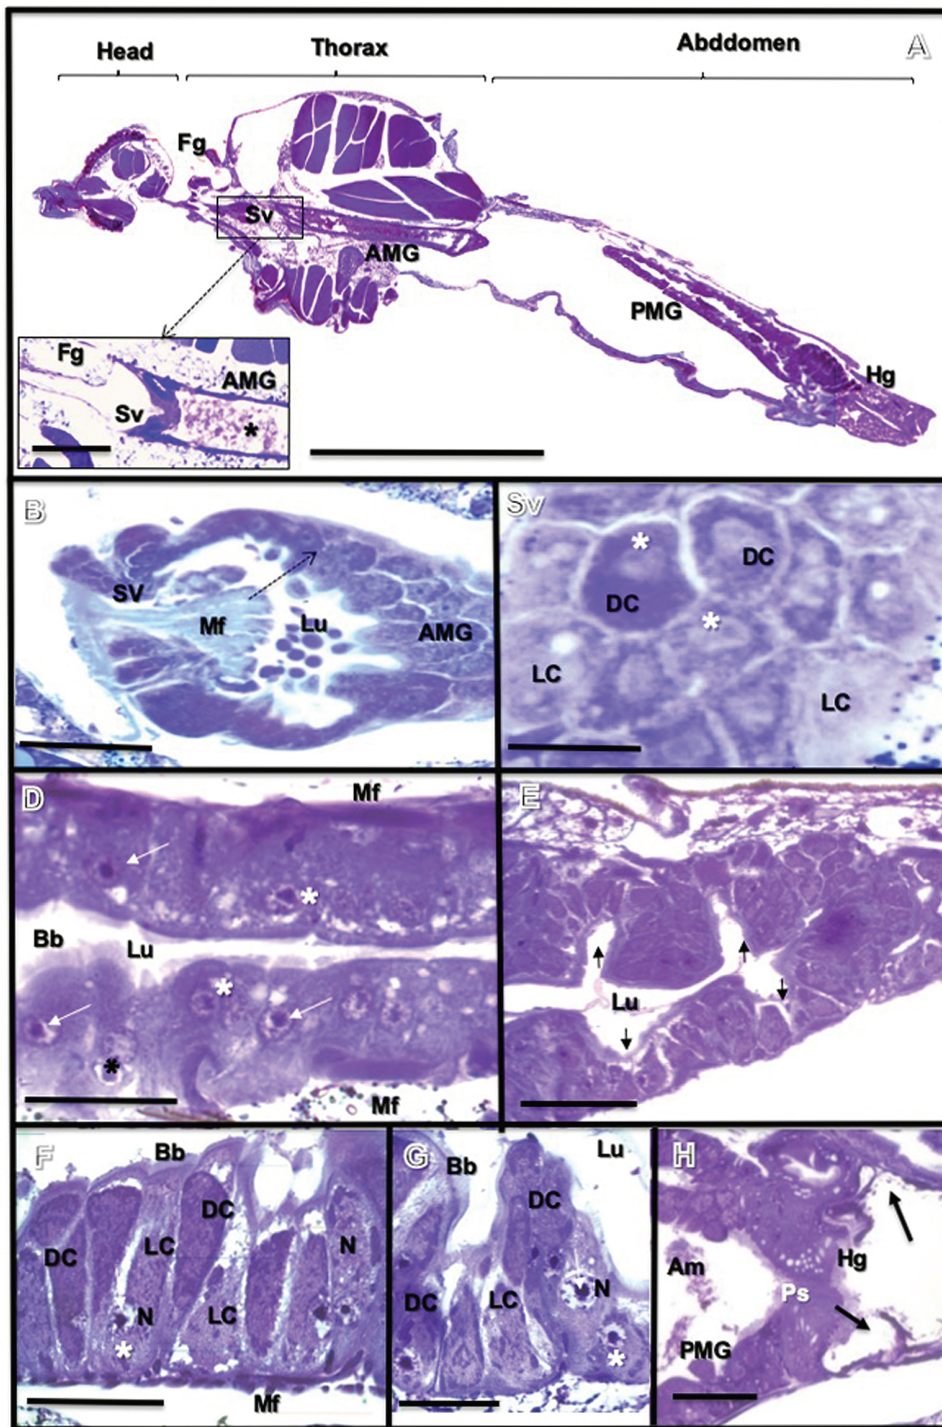 Head Thorax Abddomen A
Fg
Sv
AMG
PMG
Hg
Fg
AMG
Sv
*
B
SV
Mf
Lu
AMG
Sv
*
DC
DC
*
LC
LC
D
Mf
*
Bb
Lu
*
*
Mf
E
Lu
F
Bb
DC
DC
LC
N
N
LC
*
Mf
G
Bb
Lu
DC
DC
LC
N
*
H
Hg
Am
Ps
PMG